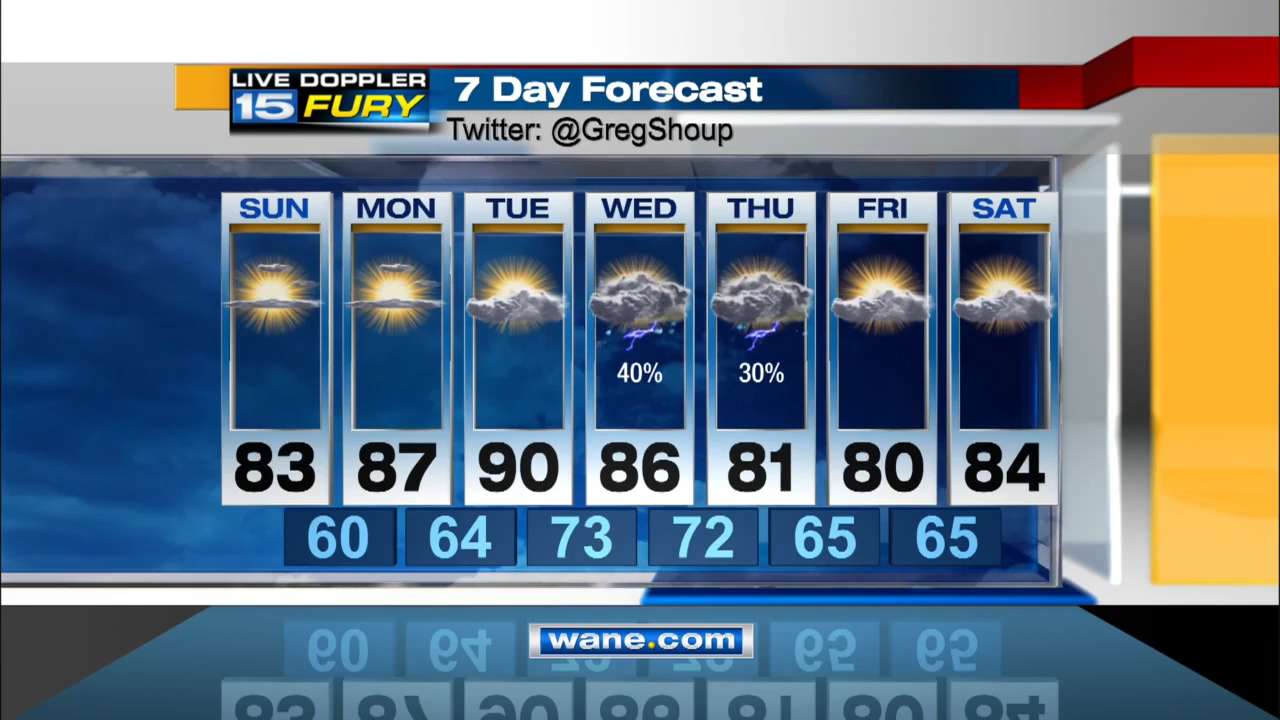 LIVE DOPPLER
15 FURY
7 Day Forecast
Twitter: @GregShoup
SUN MON TUE WED THU FRI SAT
40% 30%
83 87 90 86 81 80 84
60 64 73 72 65 65
wane.com